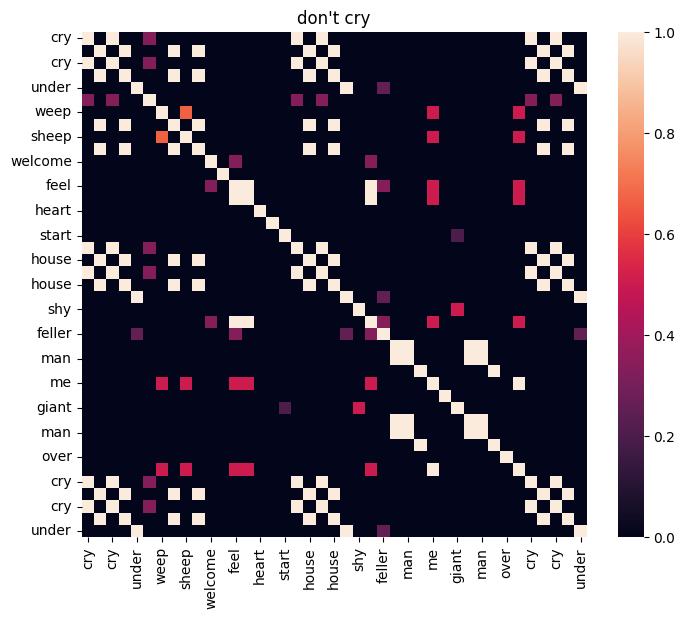 don't cry
cry
cry
under
weep
sheep
welcome
feel
heart
start
house
house
shy
feller
man
me
giant
man
over
cry
cry
under
1.0
0.8
0.6
0.4
0.2
0.0
cry
cry
under
weep
sheep
welcome
feel
heart
start
house
house
shy
feller
man
me
giant
man
over
cry
cry
under